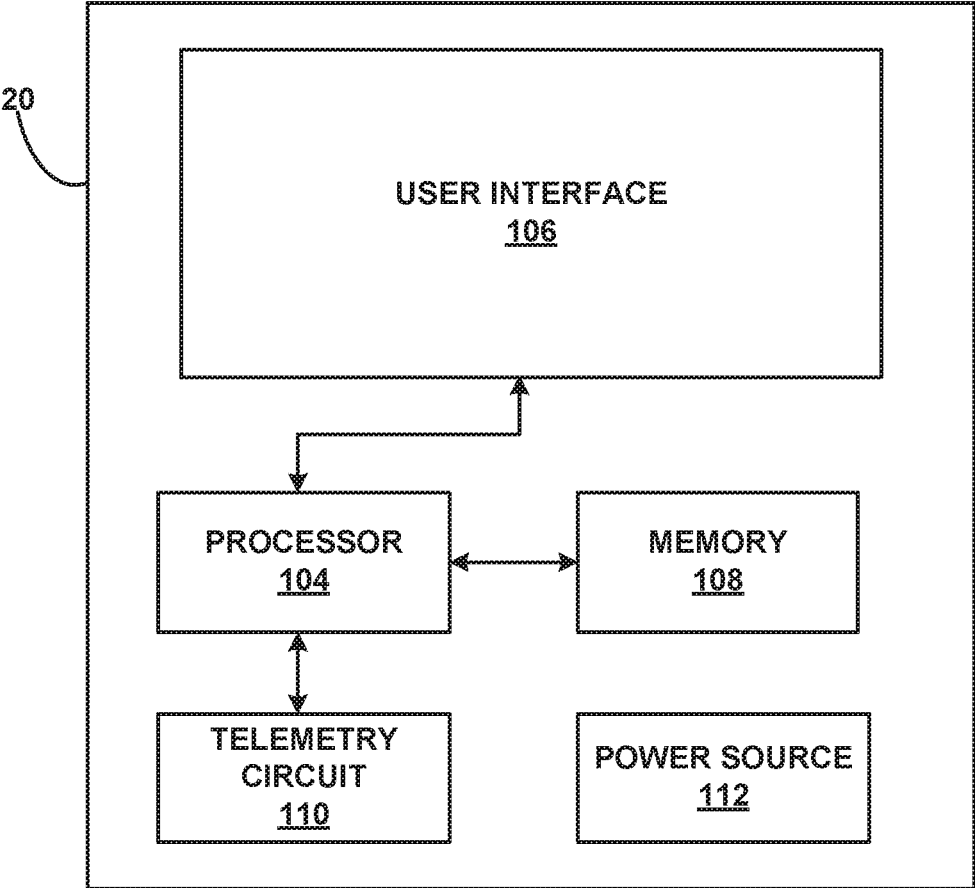 20
USER INTERFACE
106
PROCESSOR
104
MEMORY
108
TELEMETRY
CIRCUIT
110
POWER SOURCE
112